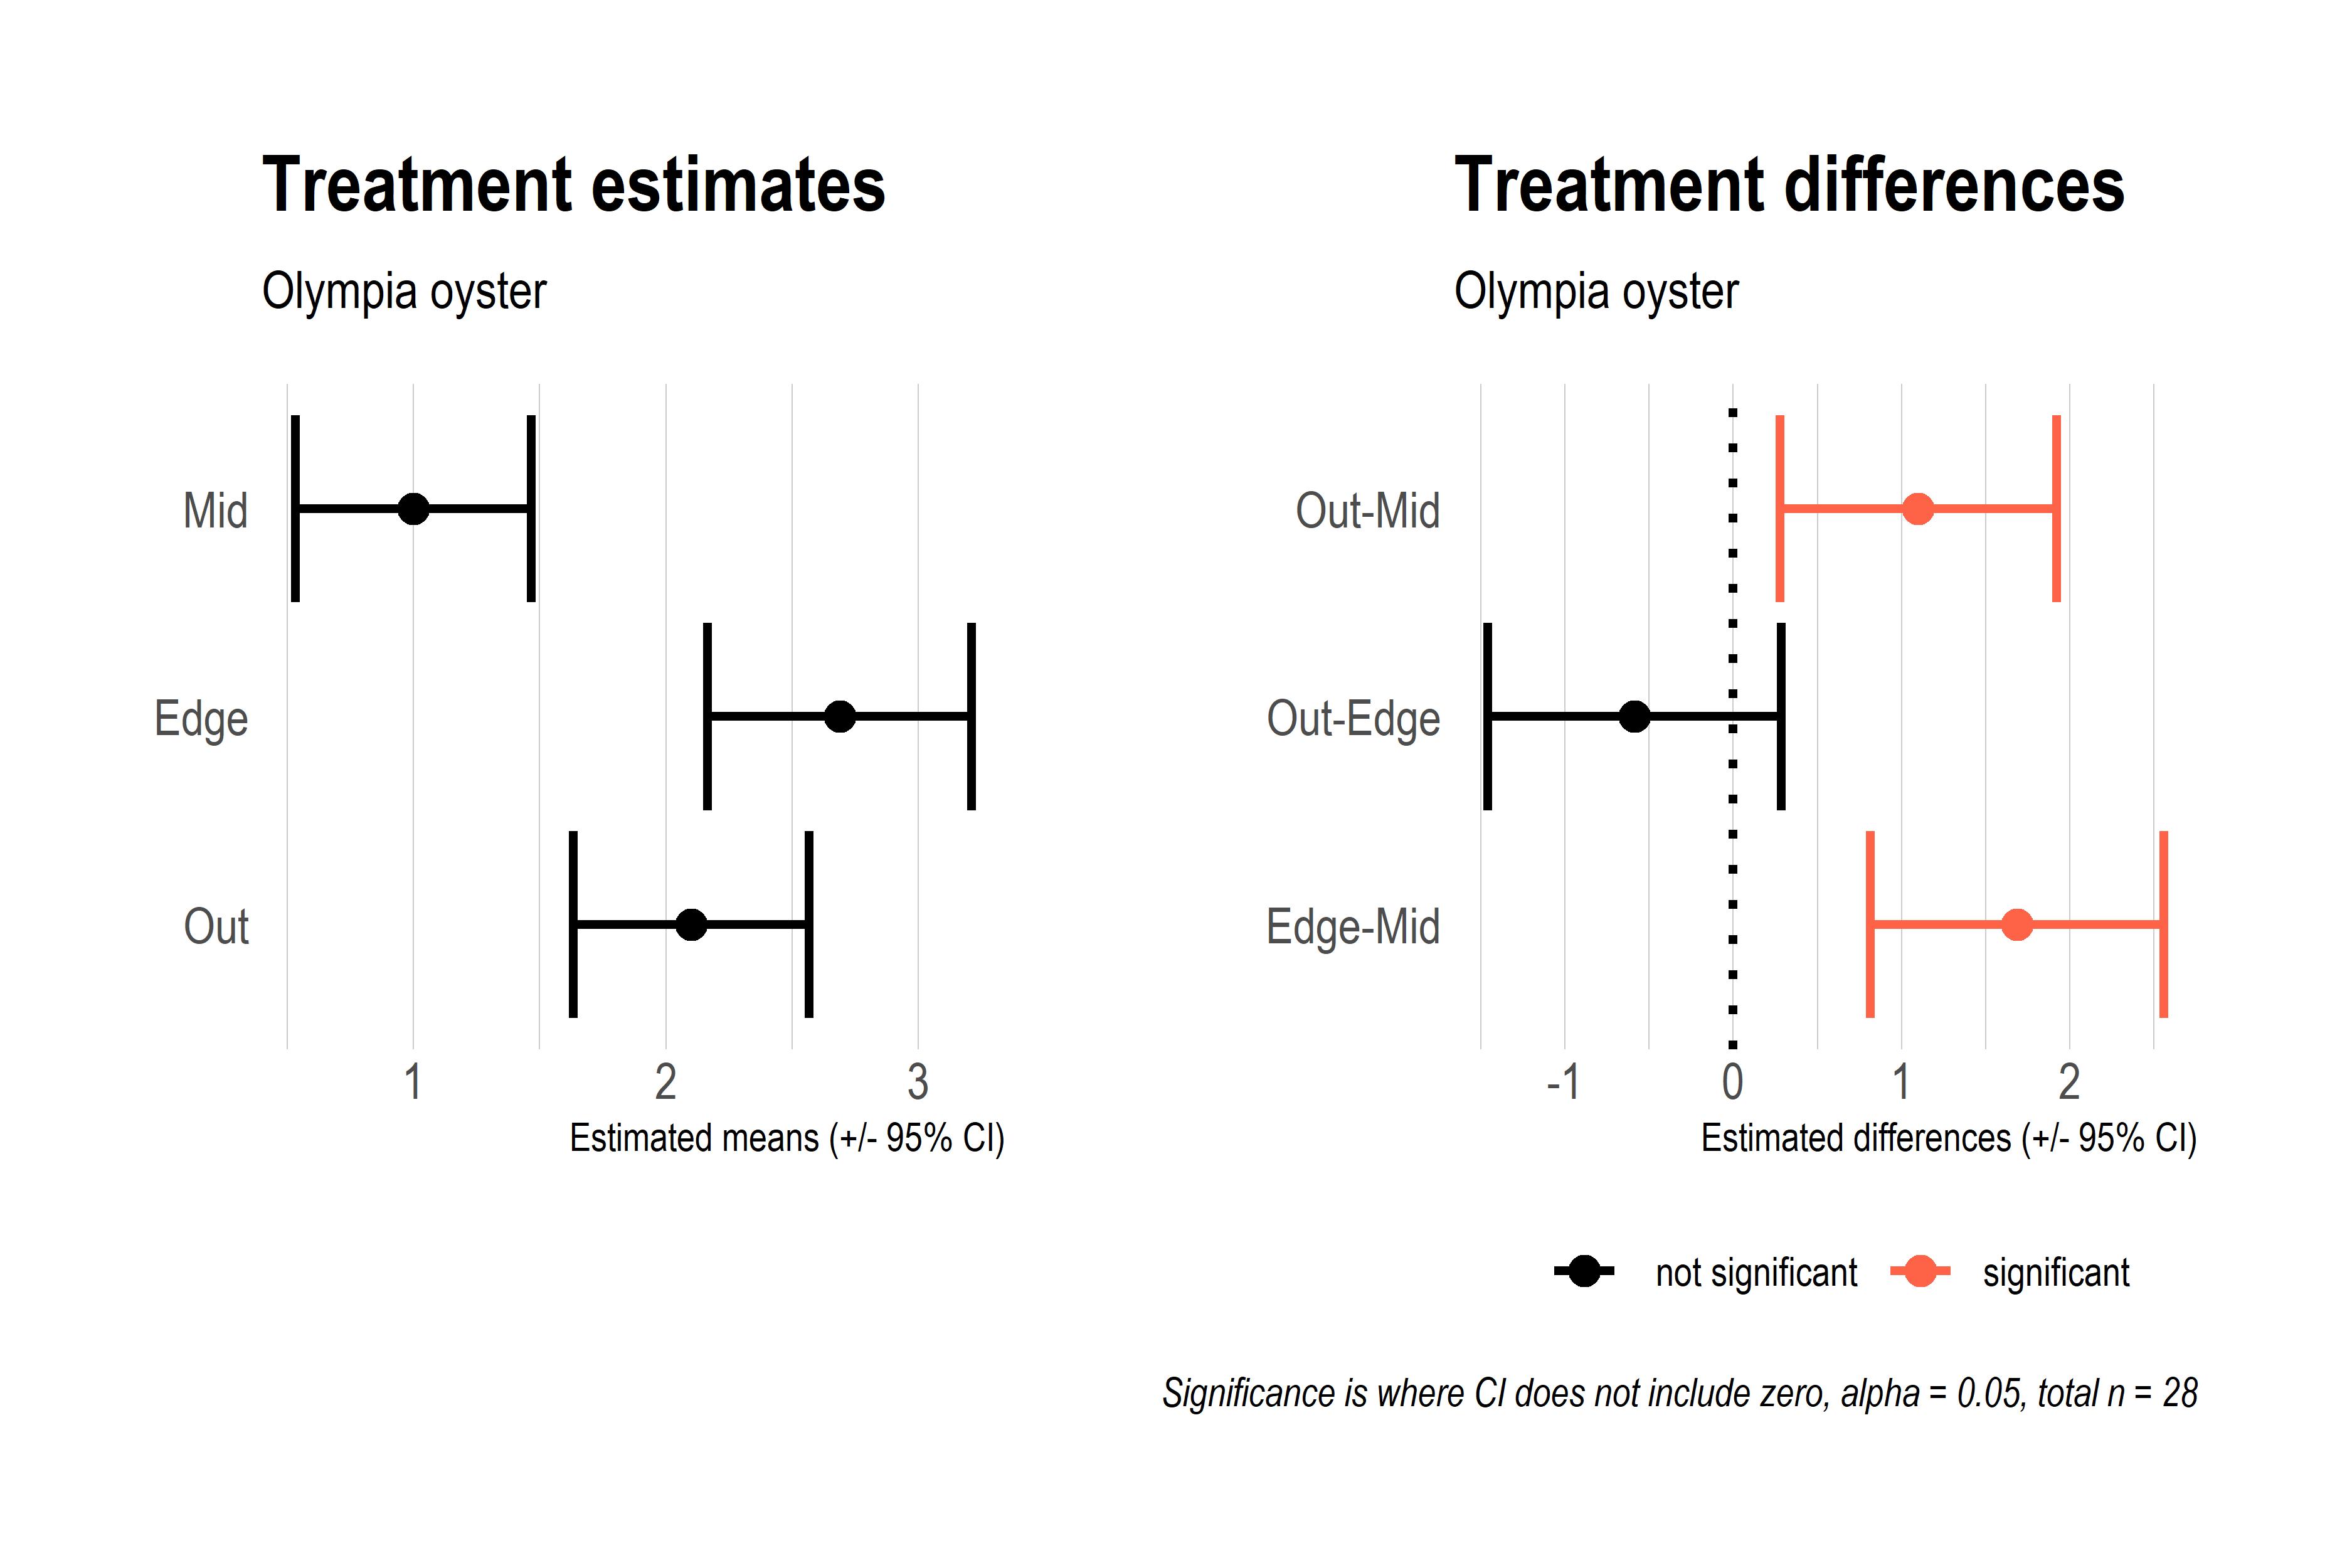 Treatment estimates
Olympia oyster
Mid
Edge
Out
1 2 3
Estimated means (+/- 95% CI)
Treatment differences
Olympia oyster
Out-Mid
Out-Edge
Edge-Mid
-1 0 1 2
Estimated differences (+/- 95% CI)
not significant significant
Significance is where CI does not include zero, alpha = 0.05, total n = 28